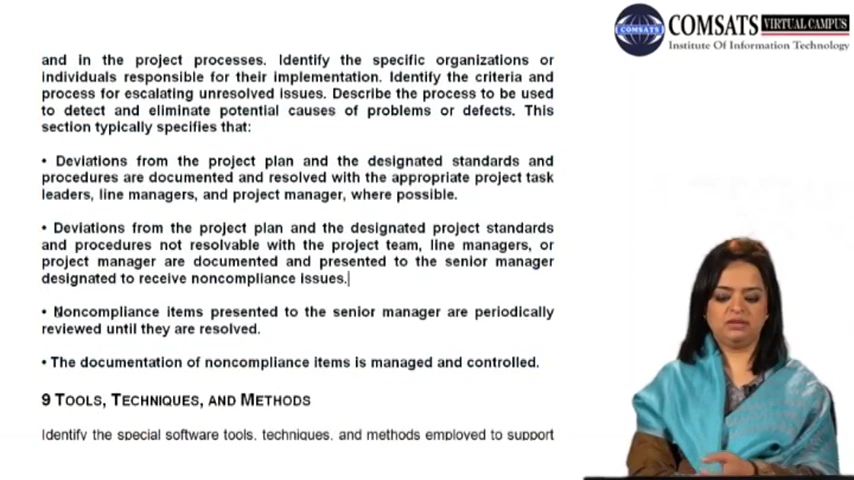 COMSATS VIRTUAL CAMPUS
COMSATS
Institute Of Information Technology
and in the project processes. Identify the specific organizations or
individuals responsible for their implementation. Identify the criteria and
process for escalating unresolved issues. Describe the process to be used
to detect and eliminate potential causes of problems or defects. This
section typically specifies that:
• Deviations from the project plan and the designated standards and
procedures are documented and resolved with the appropriate project task
leaders, line managers, and project manager, where possible.
• Deviations from the project plan and the designated project standards
and procedures not resolvable with the project team, line managers, or
project manager are documented and presented to the senior manager
designated to receive noncompliance issues.
• Noncompliance items presented to the senior manager are periodically
reviewed until they are resolved.
• The documentation of noncompliance items is managed and controlled.
9 TOOLS, TECHNIQUES, AND METHODS
Identify the special software tools, techniques, and methods employed to support